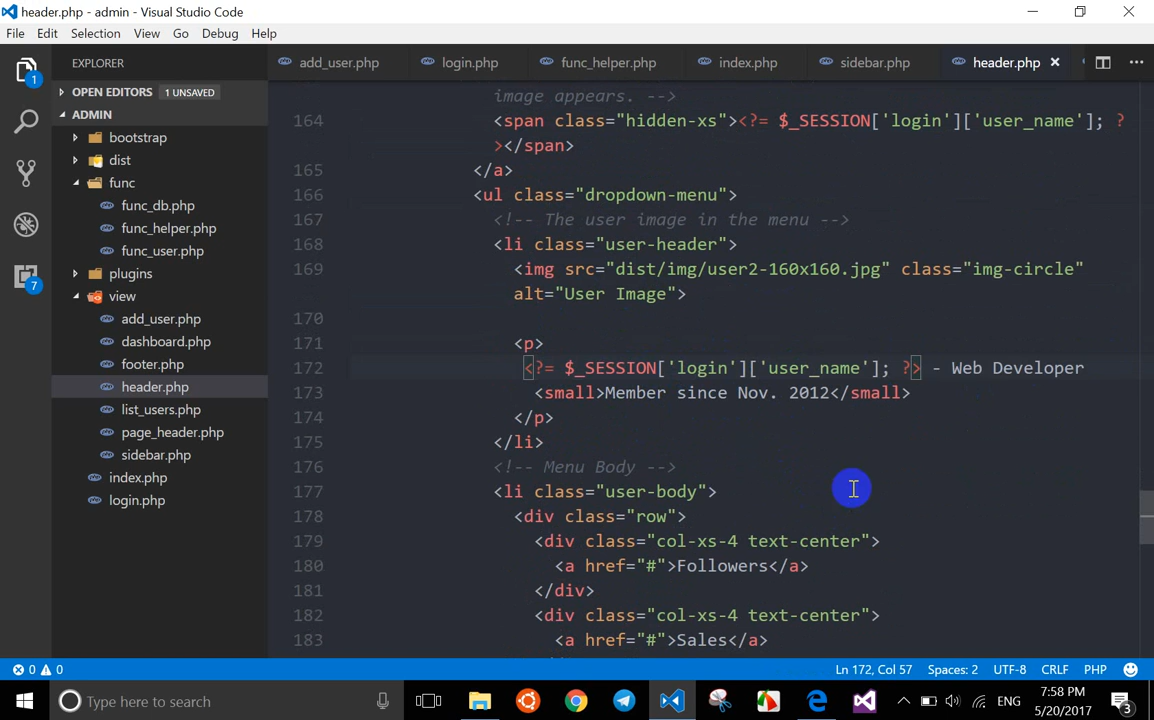 header.php - admin - Visual Studio Code
File Edit Selection View Go Debug Help
EXPLORER
add_user.php login.php func_helper.php index.php sidebar.php header.php
OPEN EDITORS 1 UNSAVED
ADMIN
bootstrap
dist
func
func_db.php
func_helper.php
func_user.php
plugins
view
add_user.php
dashboard.php
footer.php
header.php
list_users.php
page_header.php
sidebar.php
index.php
login.php
1
7
image appears. -->
164 <span class="hidden-xs"><?= $_SESSION['login']['user_name']; ?
></span>
165 </a>
166 <ul class="dropdown-menu">
167 <!-- The user image in the menu -->
168 <li class="user-header">
169 <img src="dist/img/user2-160x160.jpg" class="img-circle"
alt="User Image">
170
171 <p>
172 <?= $_SESSION['login']['user_name']; ?> - Web Developer
173 <small>Member since Nov. 2012</small>
174 </p>
175 </li>
176 <!-- Menu Body -->
177 <li class="user-body">
178 <div class="row">
179 <div class="col-xs-4 text-center">
180 <a href="#">Followers</a>
181 </div>
182 <div class="col-xs-4 text-center">
183 <a href="#">Sales</a>
0 0 Ln 172, Col 57 Spaces: 2 UTF-8 CRLF PHP
Type here to search
ENG
7:58 PM
5/20/2017
3